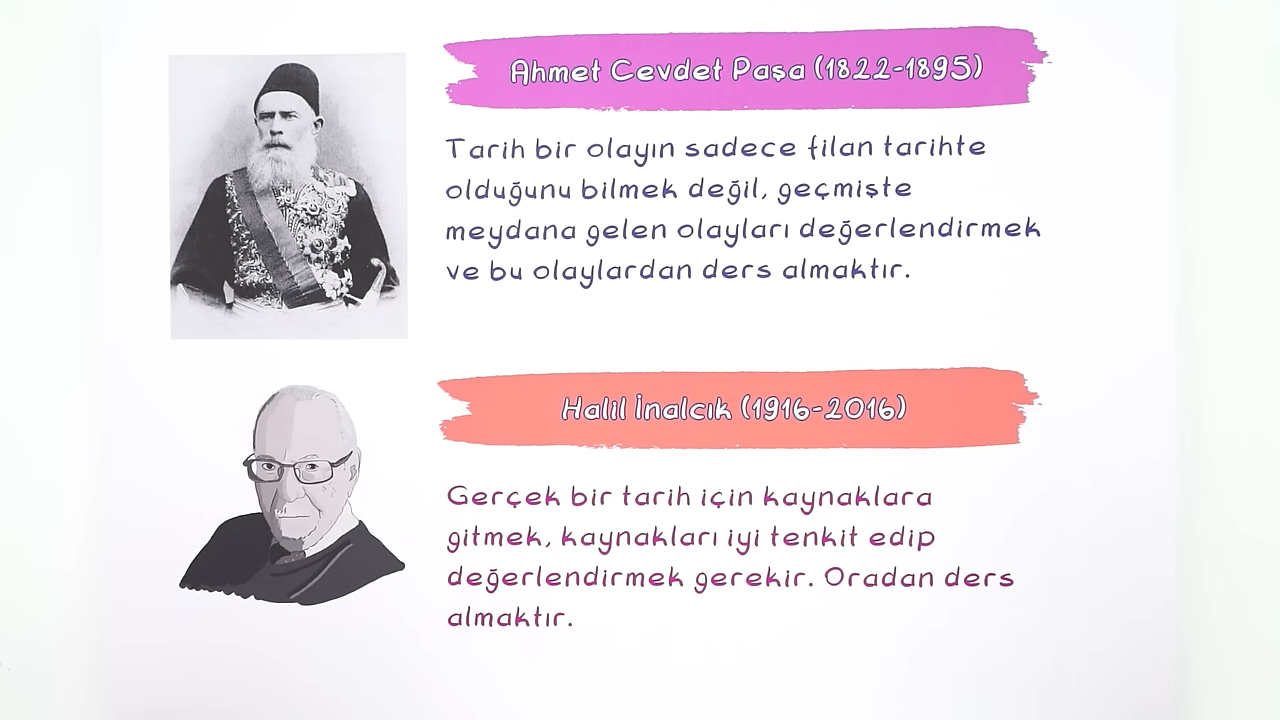 Ahmet Cevdet Paşa (1822-1895)
Tarih bir olayın sadece filan tarihte
olduğunu bilmek değil, geçmişte
meydana gelen olayları değerlendirmek
ve bu olaylardan ders almaktır.
Halil İnalcık (1916-2016)
Gerçek bir tarih için kaynaklara
gitmek, kaynakları iyi tenkit edip
değerlendirmek gerekir. Oradan ders
almaktır.